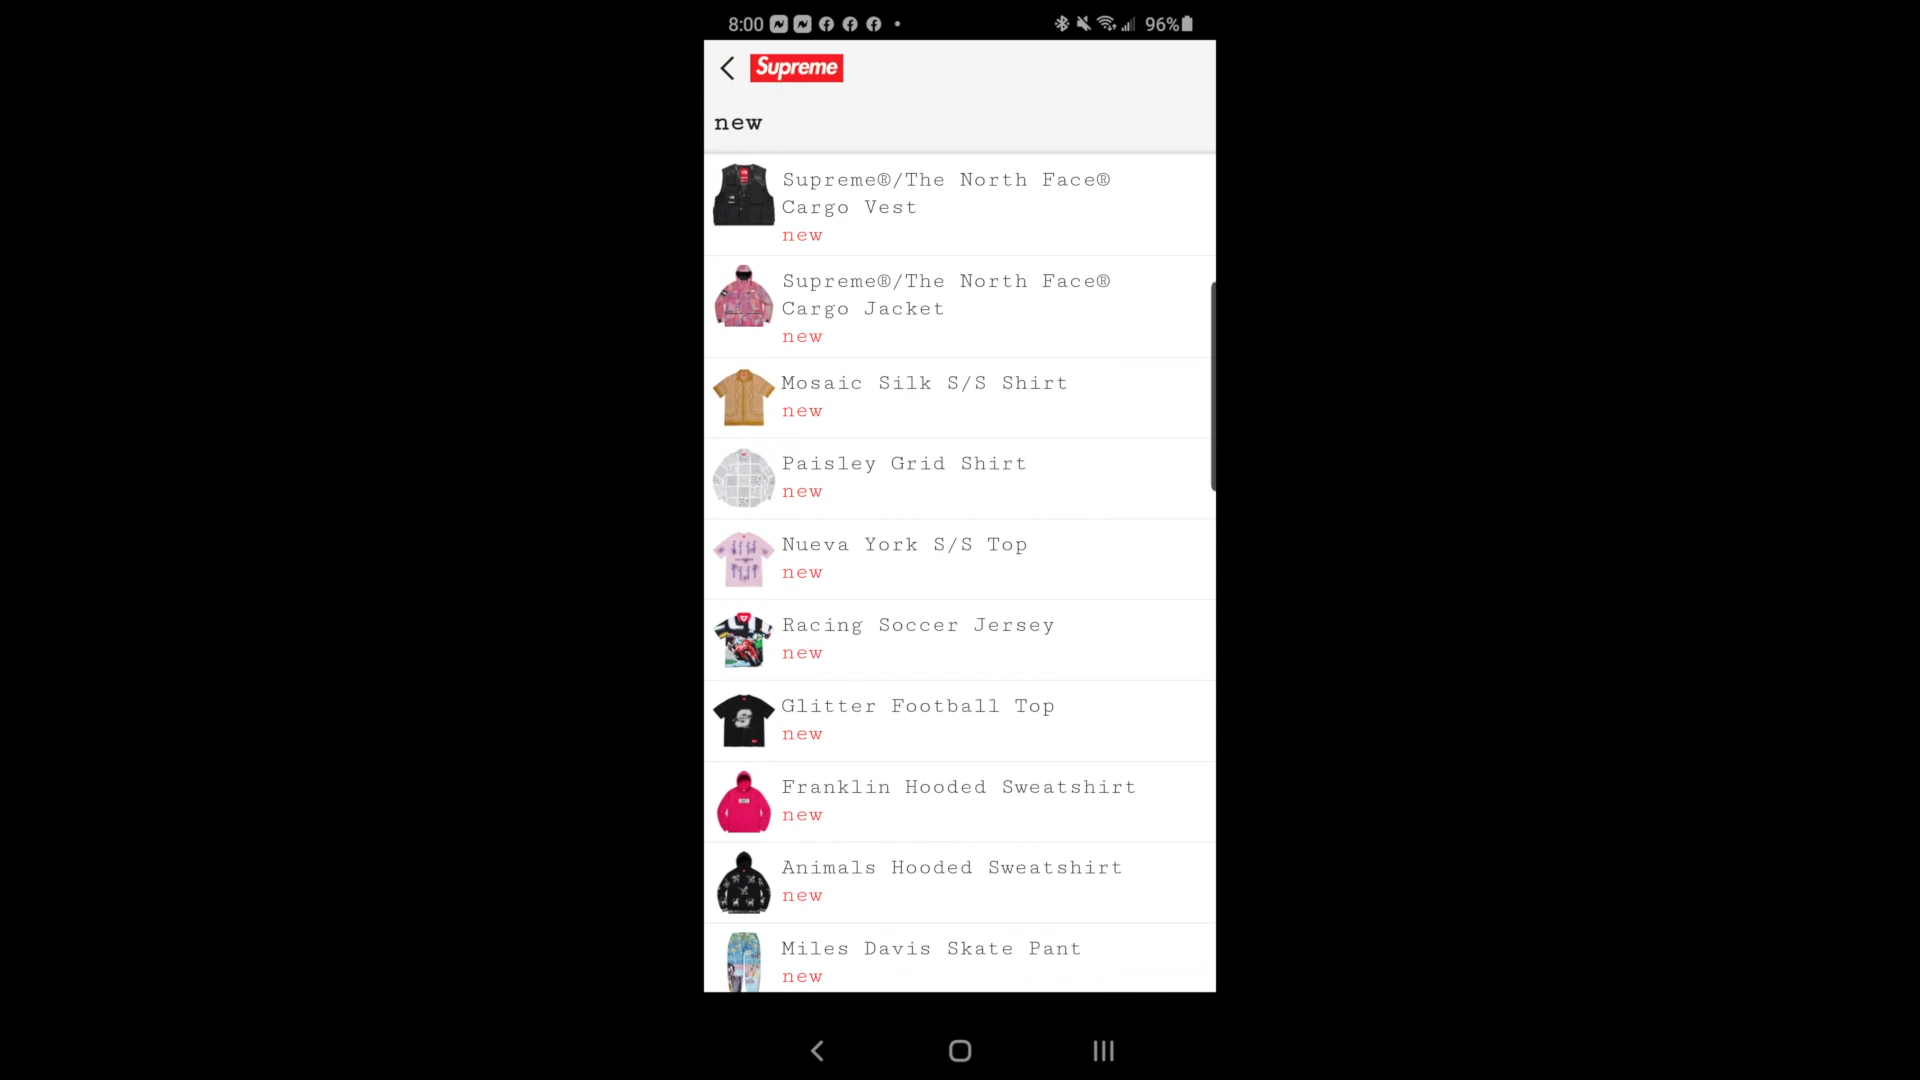 8:00
96%
Supreme
new
Supreme®/The North Face®
Cargo Vest
new
Supreme®/The North Face®
Cargo Jacket
new
Mosaic Silk S/S Shirt
new
Paisley Grid Shirt
new
Nueva York S/S Top
new
Racing Soccer Jersey
new
Glitter Football Top
new
Franklin Hooded Sweatshirt
new
Animals Hooded Sweatshirt
new
Miles Davis Skate Pant
new